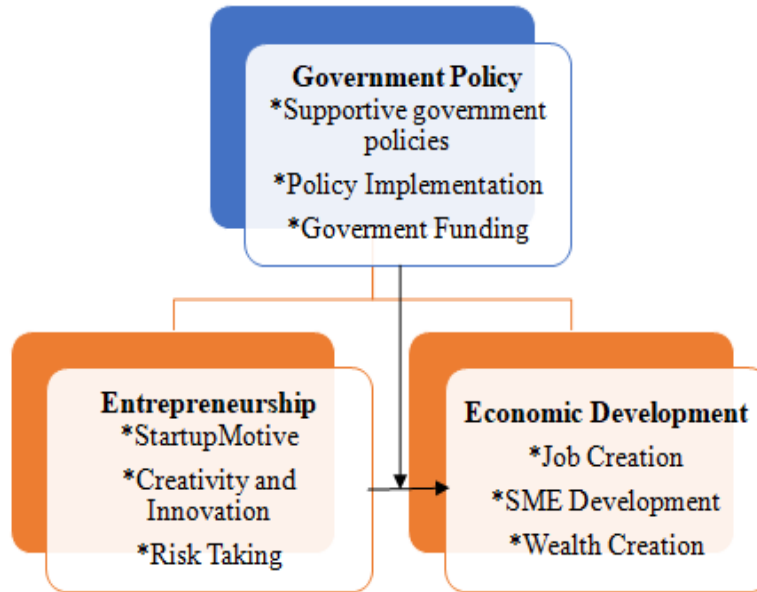 Government Policy
*Supportive government
policies
*Policy Implementation
*Goverment Funding
Entrepreneurship
*StartupMotive
*Creativity and
Innovation
*Risk Taking
Economic Development
*Job Creation
*SME Development
*Wealth Creation